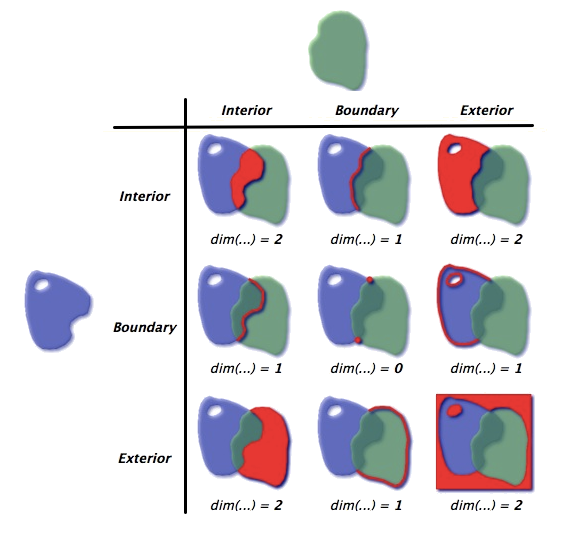 Interior Boundary Exterior
Interior
dim(...) = 2 dim(...) = 1 dim(...) = 2
Boundary
dim(...) = 1 dim(...) = 0 dim(...) = 1
Exterior
dim(...) = 2 dim(...) = 1 dim(...) = 2